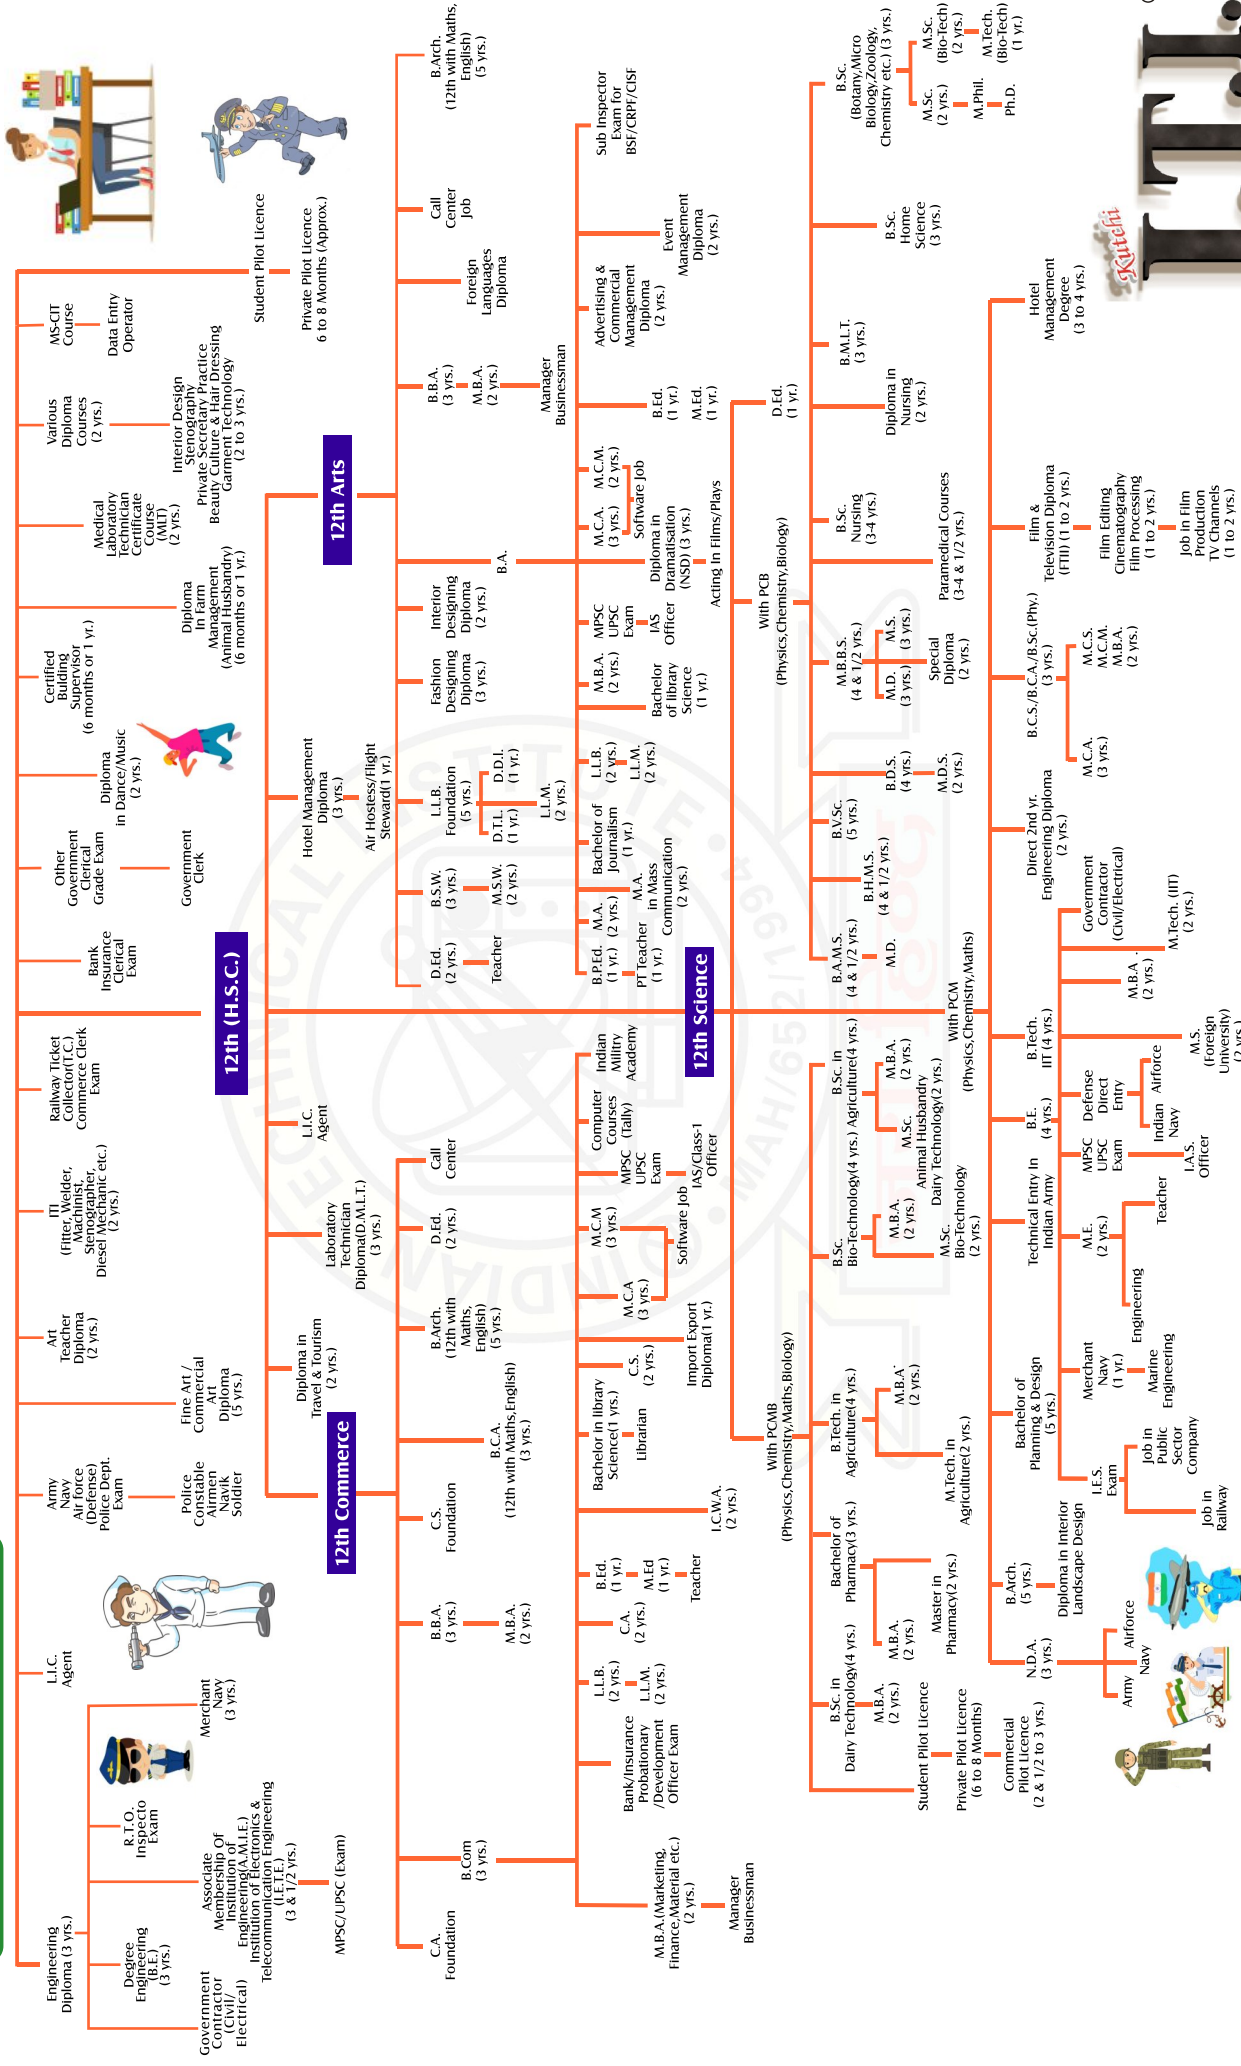 Engineering
Diploma (3 yrs.)
Government
Contractor
(Civil/
Electrical)
Degree
Engineering
(B.E.)
(3 yrs.)
Associate
Membership Of
Institution of
Engineering(A.M.I.E.)
Institution of Electronics &
Telecommunication Engineering
(I.E.T.E.)
(3 & 1/2 yrs.)
MPSC/UPSC (Exam)
R.T.O.
Inspecto
Exam
Merchant
Navy
(3 yrs.)
L.I.C.
Agent
Army
Navy
Air Force
(Defense)
Police Dept.
Exam
Police
Constable
Airmen
Navik
Soldier
Fine Art /
Commercial
Art
Diploma
(5 yrs.)
Art
Teacher
Diploma
(2 yrs.)
ITI
(Fitter, Welder,
Machinist,
Stenographer,
Diesel Mechanic etc.)
(2 yrs.)
Railway Ticket
Collector(T.C.)
Commerce Clerk
Exam
Bank
Insurance
Clerical
Exam
Other
Government
Clerical
Grade Exam
Government
Clerk
Diploma
in Dance/Music
(2 yrs.)
Certified
Bulding
Supervisor
(6 months or 1 yr.)
Diploma
In Farm
Management
(Animal Husbandry)
(6 months or 1 yr.)
Medical
Laboratory
Technician
Certificate
Course
(MLT)
(2 yrs.)
Various
Diploma
Courses
(2 yrs.)
Interior Design
Stenography
Private Secretary Practice
Beauty Culture & Hair Dressing
Garment Technology
(2 to 3 yrs.)
MS-CIT
Course
Data Entry
Operator
Student Pilot Licence
Private Pilot Licence
6 to 8 Months (Approx.)
12th (H.S.C.)
Diploma in
Travel & Tourism
(2 yrs.)
Laboratory
Technician
Diploma(D.M.L.T.)
(3 yrs.)
L.I.C.
Agent
Hotel Management
Diploma
(3 yrs.)
Air Hostess/Flight
Steward(1 yr.)
12th Commerce
C.A.
Foundation
B.Com
(3 yrs.)
B.B.A.
(3 yrs.)
M.B.A.
(2 yrs.)
C.S.
Foundation
B.C.A.
(12th with Maths,English)
(3 yrs.)
B.Arch.
(12th with
Maths,
English)
(5 yrs.)
D.Ed.
(2 yrs.)
Call
Center
M.B.A.(Marketing,
Finance,Material etc.)
(2 yrs.)
Manager
Businessman
Bank/Insurance
Probationary
/Development
Officer Exam
L.L.B.
(2 yrs.)
L.L.M.
(2 yrs.)
C.A.
(2 yrs.)
B.Ed.
(1 yr.)
M.Ed
(1 yr.)
Teacher
I.C.W.A.
(2 yrs.)
Bachelor in library
Science(1 yrs.)
Librarian
C.S.
(2 yrs.)
Import Export
Diploma(1 yr.)
M.C.A
(3 yrs.)
M.C.M
(3 yrs.)
Software Job
MPSC
UPSC
Exam
IAS/Class-1
Officer
Computer
Courses
(Tally)
Indian
Militry
Academy
12th Arts
D.Ed.
(2 yrs.)
Teacher
B.S.W.
(3 yrs.)
M.S.W.
(2 yrs.)
L.L.B.
Foundation
(5 yrs.)
D.T.L.
(1 yr.)
D.D.I.
(1 yr.)
L.L.M.
(2 yrs.)
Fashion
Designing
Diploma
(3 yrs.)
Interior
Designing
Diploma
(2 yrs.)
B.A.
B.B.A.
(3 yrs.)
M.B.A.
(2 yrs.)
Manager
Businessman
Foreign
Languages
Diploma
Call
Center
Job
B.Arch.
(12th with Maths,
English)
(5 yrs.)
B.P.Ed.
(1 yr.)
PT Teacher
(1 yr.)
M.A.
(2 yrs.)
M.A.
in Mass
Communication
(2 yrs.)
Bachelor of
Journalism
(1 yr.)
L.L.B.
(2 yrs.)
L.L.M.
(2 yrs.)
Bachelor
of library
Science
(1 yr.)
M.B.A.
(2 yrs.)
MPSC
UPSC
Exam
IAS
Officer
Diploma in
Dramatisation
(NSD) (3 yrs.)
Acting In Films/Plays
M.C.A.
(3 yrs.)
M.C.M.
(2 yrs.)
Software Job
B.Ed.
(1 yr.)
M.Ed.
(1 yr.)
Advertising &
Commercial
Management
Diploma
(2 yrs.)
Event
Management
Diploma
(2 yrs.)
Sub Inspector
Exam for
BSF/CRPF/CISF
12th Science
With PCMB
(Physics,Chemistry,Maths,Biology)
Student Pilot Licence
Private Pilot Licence
(6 to 8 Months)
Commercial
Pilot Licence
(2 & 1/2 to 3 yrs.)
B.Sc. in
Dairy Technology(4 yrs.)
M.B.A.
(2 yrs.)
Bachelor of
Pharmacy(3 yrs.)
M.B.A.
(2 yrs.)
Master in
Pharmacy(2 yrs.)
B.Tech. in
Agriculture(4 yrs.)
M.Tech. in
Agriculture(2 yrs.)
M.B.A
(2 yrs.)
B.Sc.
Bio-Technology(4 yrs.)
M.Sc.
Bio-Technology
(2 yrs.)
M.B.A.
(2 yrs.)
B.Sc. in
Agriculture(4 yrs.)
M.Sc.
Animal Husbandry
Dairy Technology(2 yrs.)
M.B.A.
(2 yrs.)
With PCB
(Physics,Chemistry,Biology)
D.Ed.
(1 yr.)
B.A.M.S.
(4 & 1/2 yrs.)
M.D.
B.H.M.S.
(4 & 1/2 yrs.)
B.V.Sc.
(5 yrs.)
B.D.S.
(4 yrs.)
M.D.S.
(2 yrs.)
M.B.B.S.
(4 & 1/2 yrs.)
M.D.
(3 yrs.)
M.S.
(3 yrs.)
Special
Diploma
(2 yrs.)
Paramedical Courses
(3-4 & 1/2 yrs.)
B.Sc.
Nursing
(3-4 yrs.)
Diploma in
Nursing
(2 yrs.)
B.M.L.T.
(3 yrs.)
B.Sc.
Home
Science
(3 yrs.)
B.Sc.
(Botany,Micro
Biology,Zoology,
Chemistry etc.) (3 yrs.)
M.Sc.
(2 yrs.)
M.Phil.
Ph.D.
M.Sc.
(Bio-Tech)
(2 yrs.)
M.Tech.
(Bio-Tech)
(1 yr.)
With PCM
(Physics,Chemistry,Maths)
N.D.A.
(3 yrs.)
Army
Navy
Airforce
B.Arch.
(5 yrs.)
Diploma in Interior
Landscape Design
Bachelor of
Planning & Design
(5 yrs.)
Technical Entry In
Indian Army
B.E.
(4 yrs.)
B.Tech.
IIT (4 yrs.)
Direct 2nd yr.
Engineering Diploma
(2 yrs.)
B.C.S./B.C.A./B.Sc.(Phy.)
(3 yrs.)
M.C.A.
(3 yrs.)
M.C.S.
M.C.M.
M.B.A.
(2 yrs.)
Film &
Television Diploma
(FTII) (1 to 2 yrs.)
Film Editing
Cinematography
Film Processing
(1 to 2 yrs.)
Job in Film
Production
TV Channels
(1 to 2 yrs.)
Hotel
Management
Degree
(3 to 4 yrs.)
I.E.S.
Exam
Job in
Railway
Job in
Public
Sector
Company
Merchant
Navy
(1 yr.)
Marine
Engineering
M.E.
(2 yrs.)
Engineering
Teacher
MPSC
UPSC
Exam
I.A.S.
Officer
Defense
Direct
Entry
Indian
Navy
Airforce
M.S.
(Foreign
University)
(2 yrs.)
M.B.A.
(2 yrs.)
M.Tech. (IIT)
(2 yrs.)
Government
Contractor
(Civil/Electrical)
Kutchi
I.T.I.
INDIAN TECHNICAL INSTITUTE
MAH/652/1994